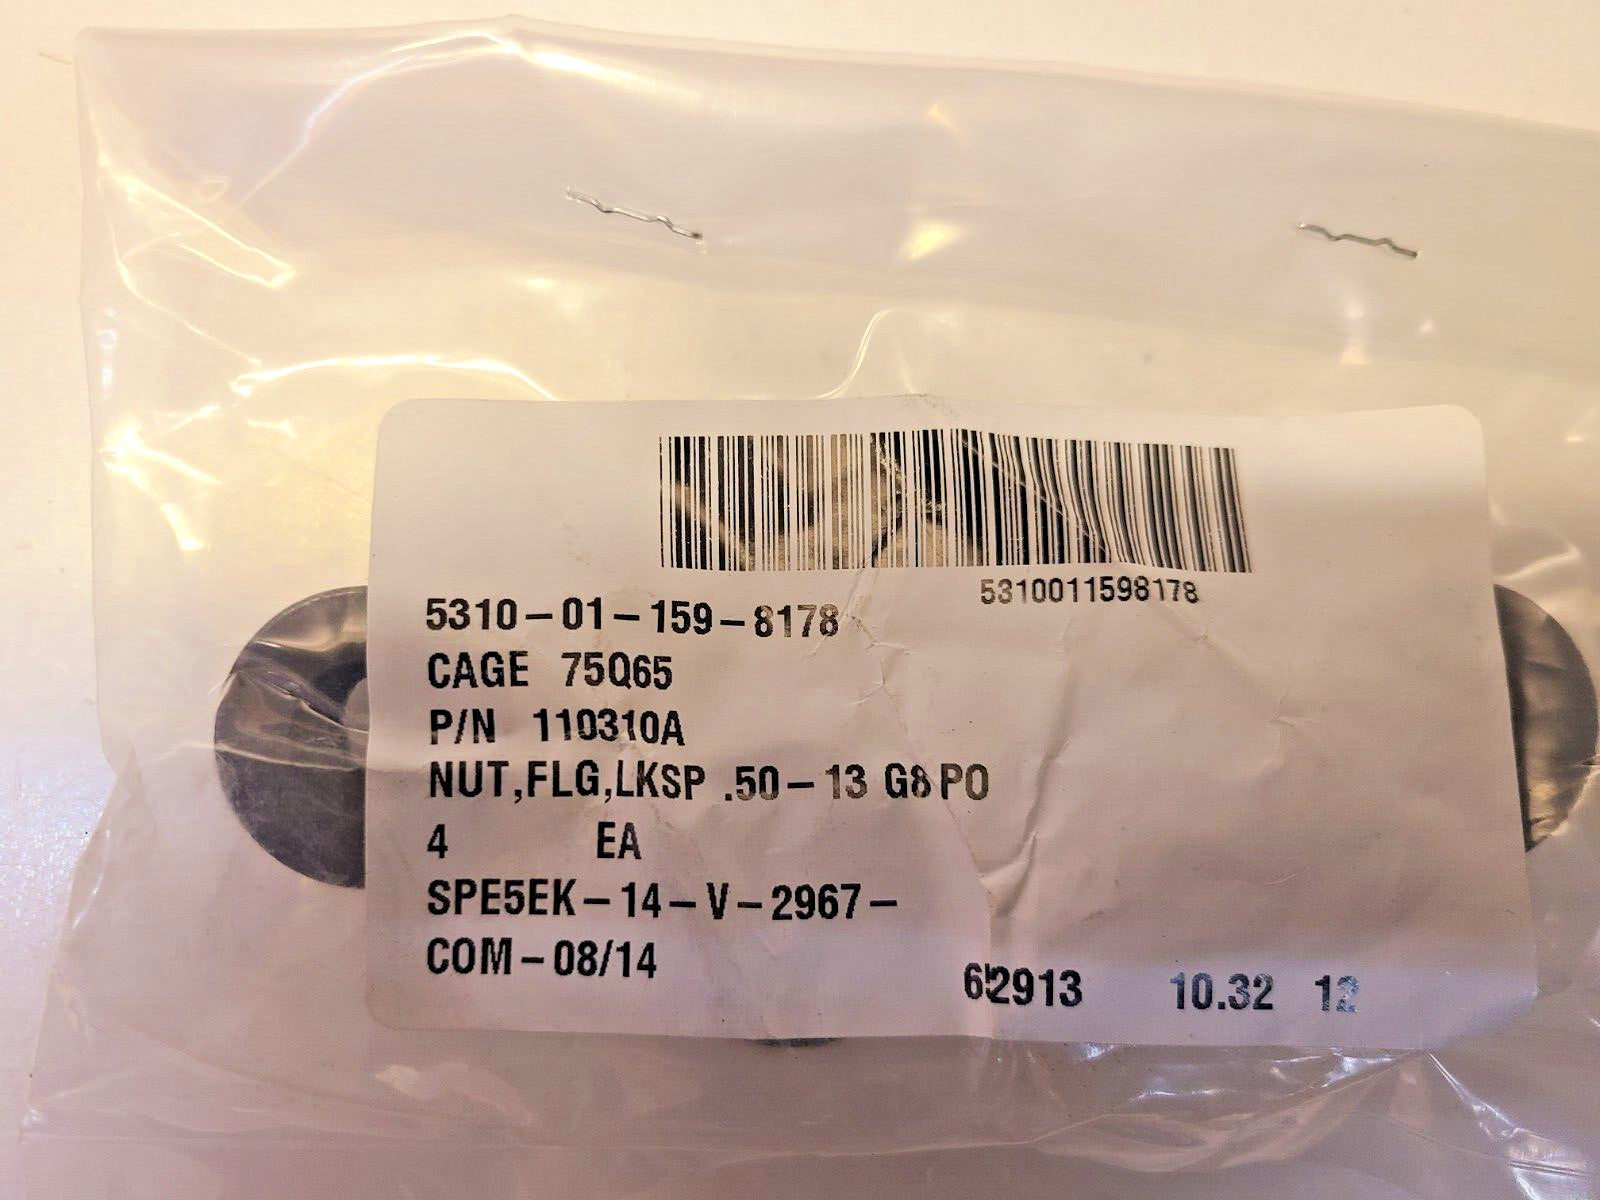 5310011598178
5310-01-159-8178
CAGE 75Q65
P/N 110310A
NUT,FLG,LKSP .50-13 G8 PO
4 EA
SPE5EK-14-V-2967-
COM-08/14
652913 10.32 12